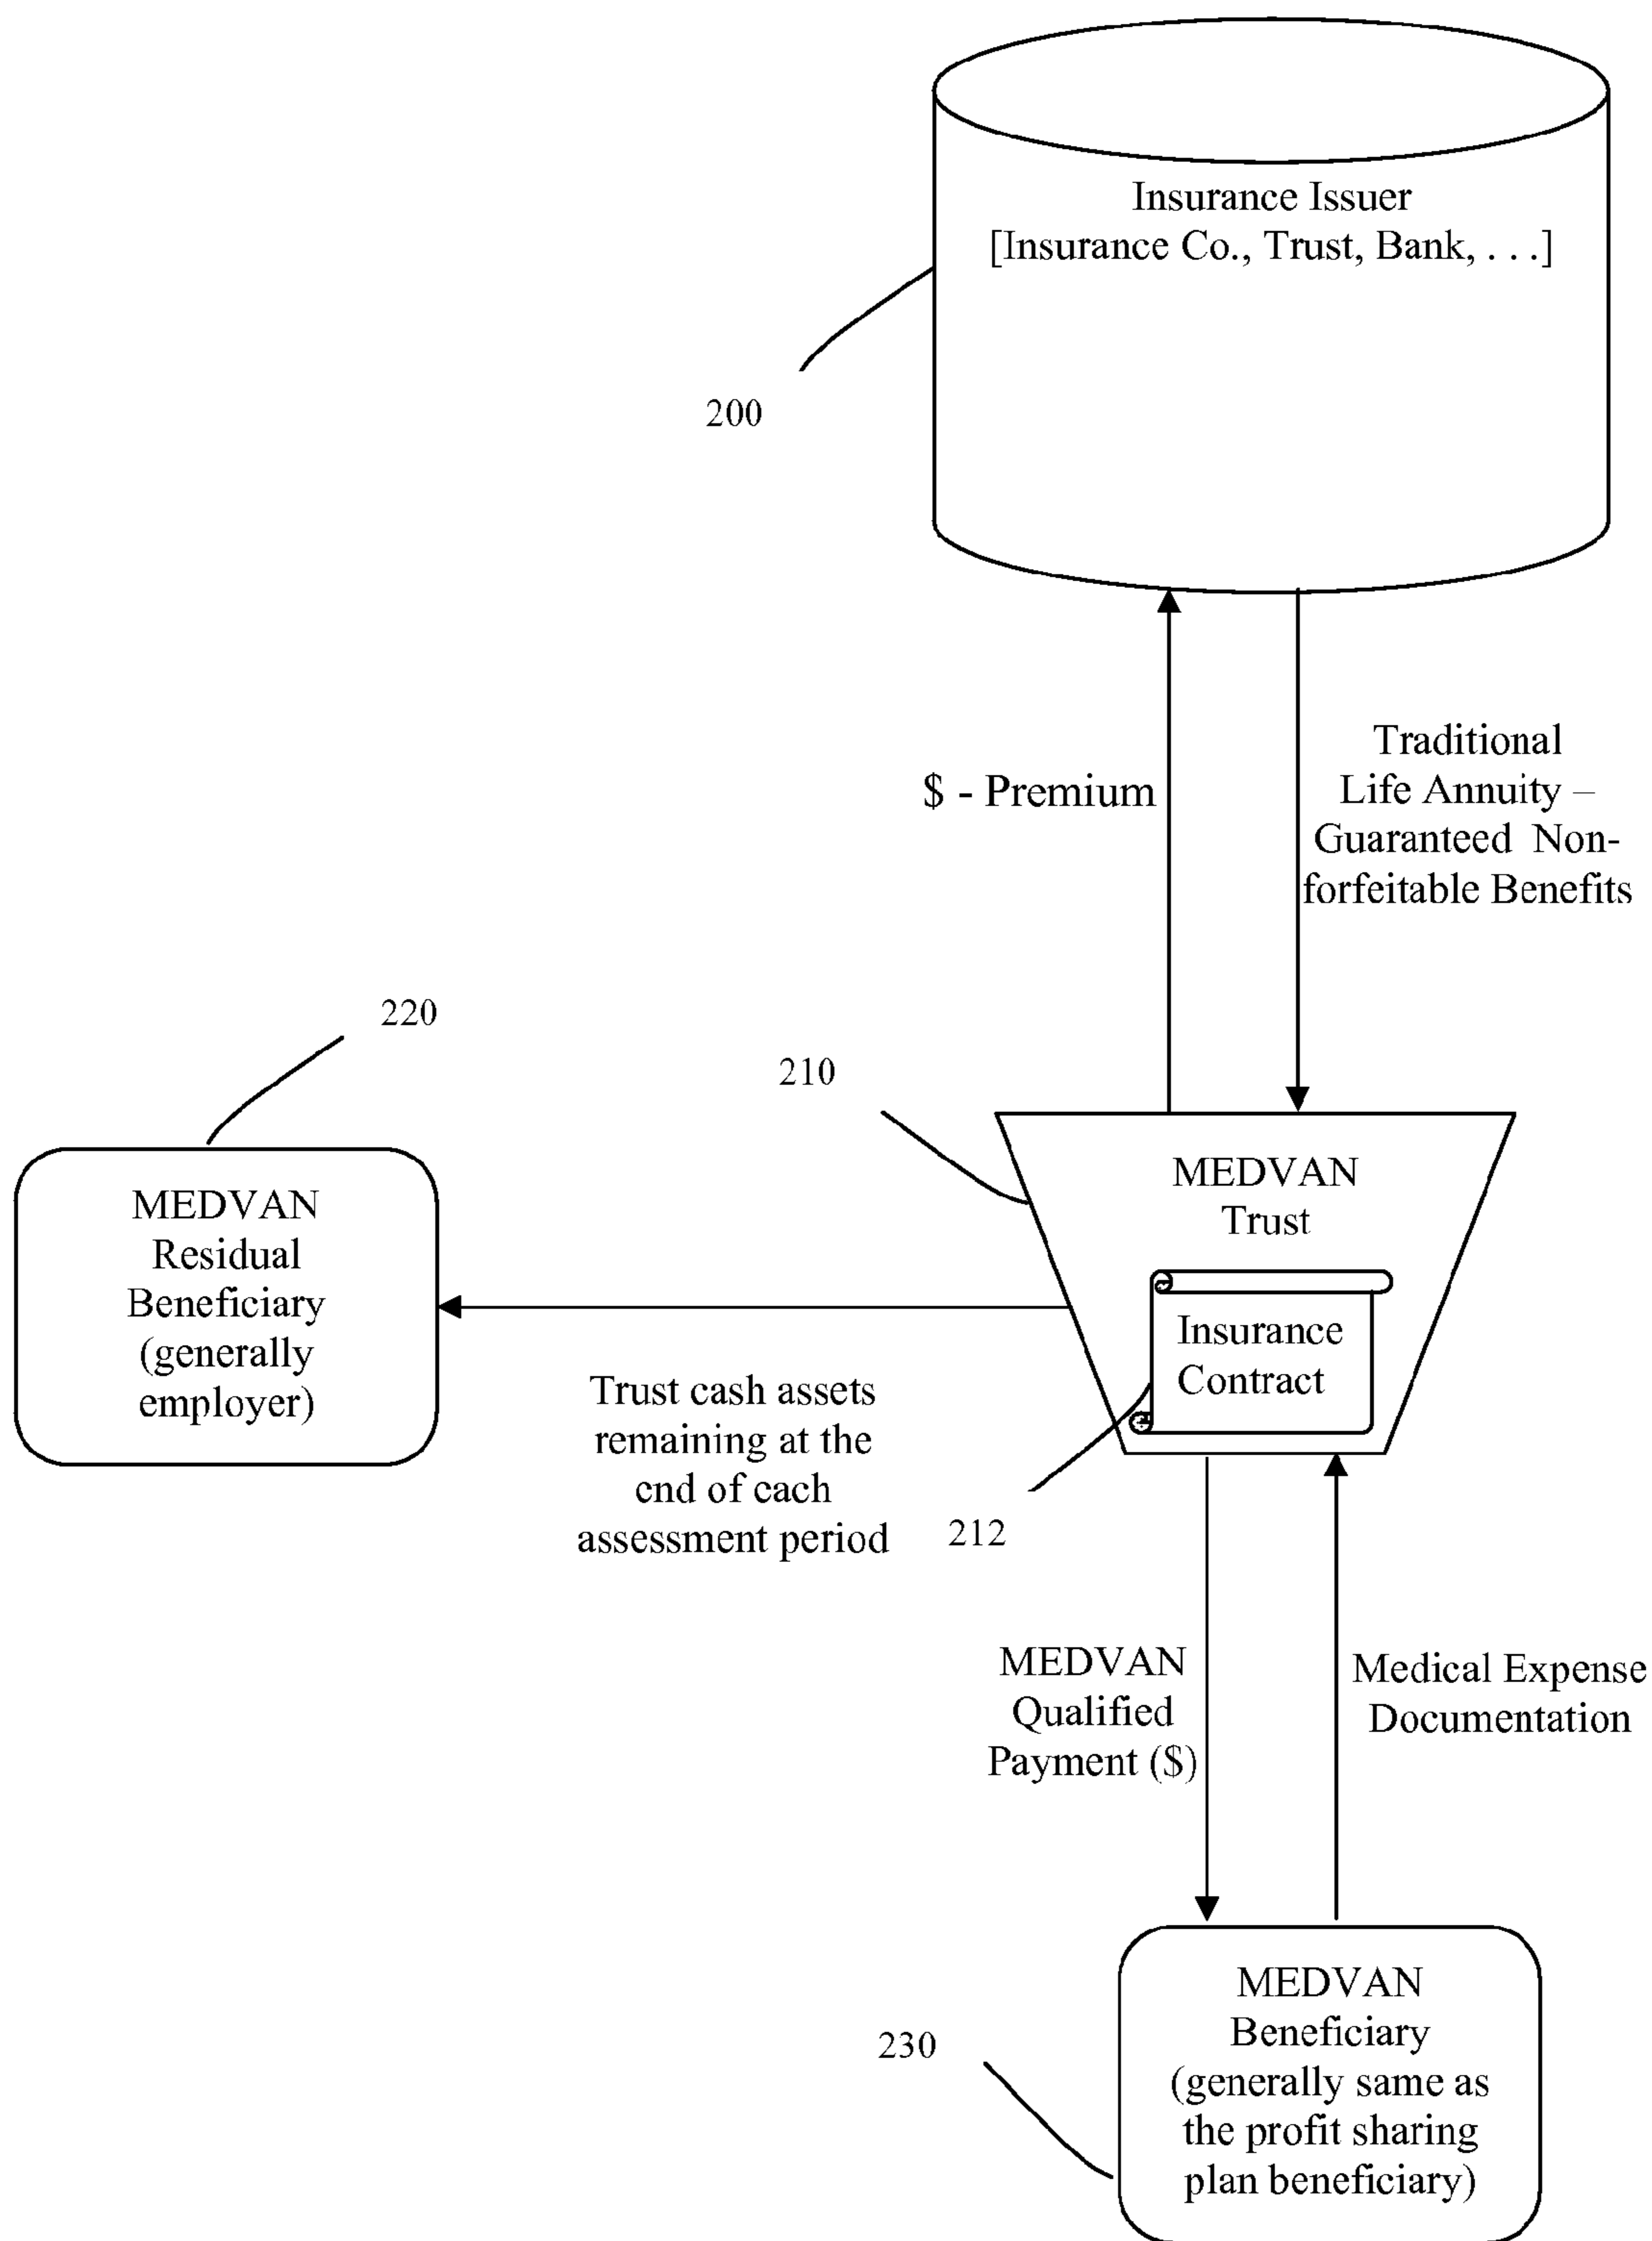 Insurance Issuer
[Insurance Co., Trust, Bank, . . .]
200
$ - Premium
Traditional
Life Annuity –
Guaranteed Non-
forfeitable Benefits
220
210
MEDVAN
Residual
Beneficiary
(generally
employer)
MEDVAN
Trust
Insurance
Contract
Trust cash assets
remaining at the
end of each
assessment period
212
MEDVAN
Qualified
Payment ($)
Medical Expense
Documentation
230
MEDVAN
Beneficiary
(generally same as
the profit sharing
plan beneficiary)